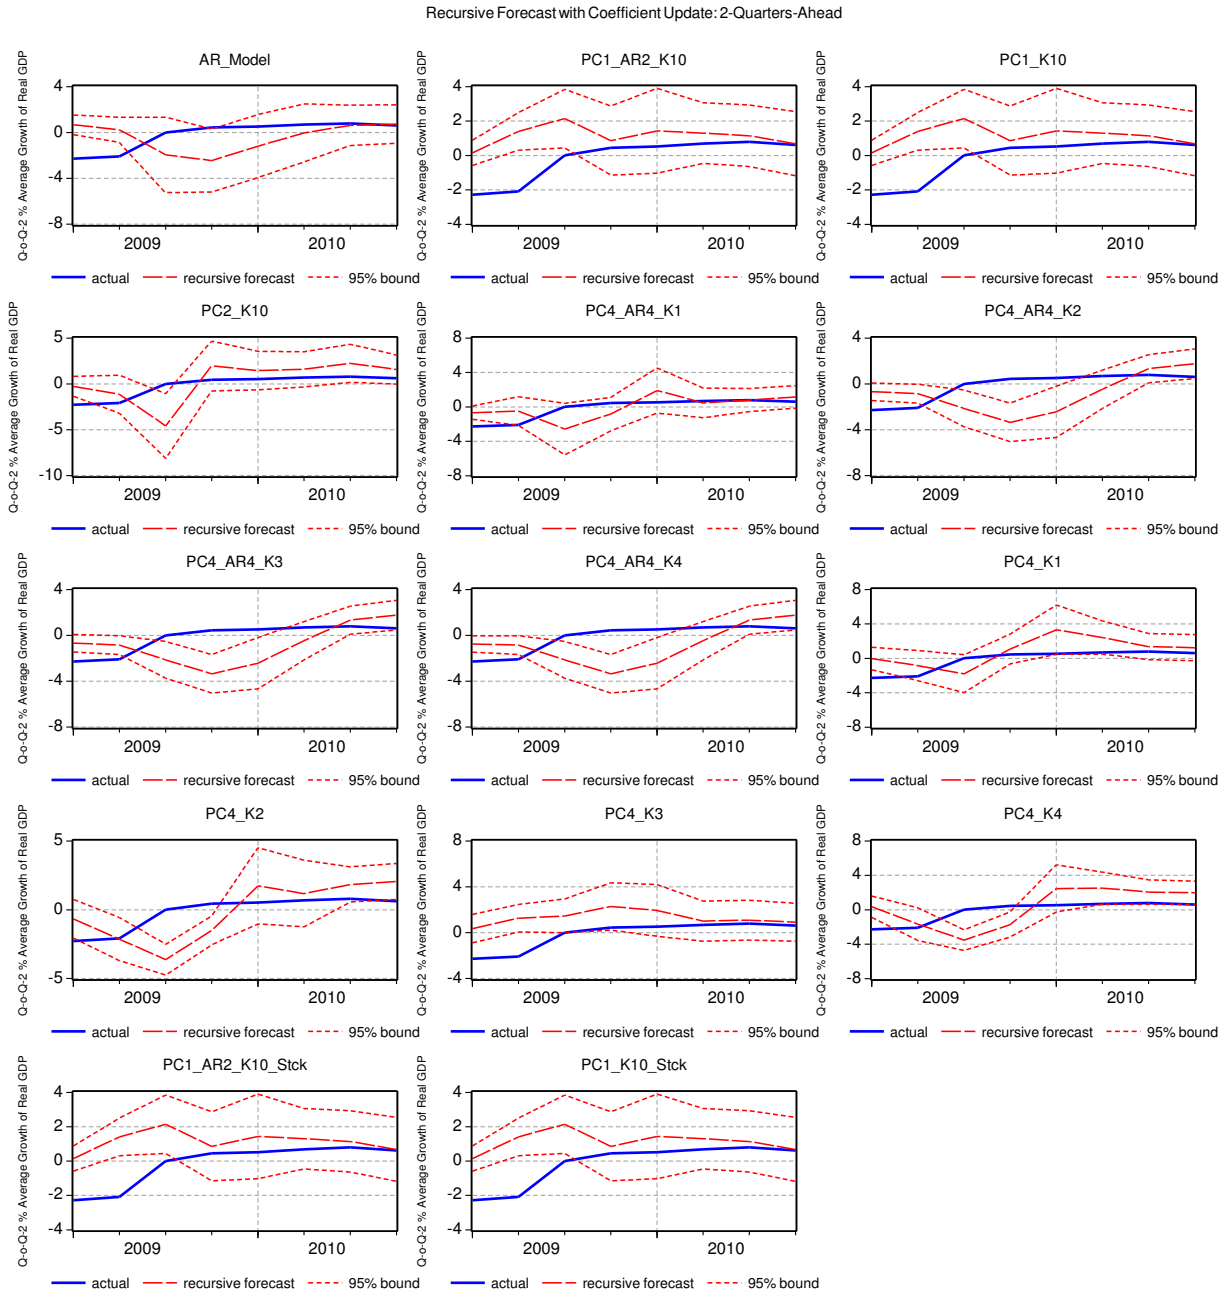 Recursive Forecast with Coefficient Update: 2-Quarters-Ahead
AR_Model
Q-o-Q-2 % Average Growth of Real GDP
4
0
-4
-8
2009 2010
actual recursive forecast 95% bound
PC1_AR2_K10
Q-o-Q-2 % Average Growth of Real GDP
4
2
0
-2
-4
2009 2010
actual recursive forecast 95% bound
PC1_K10
Q-o-Q-2 % Average Growth of Real GDP
4
2
0
-2
-4
2009 2010
actual recursive forecast 95% bound
PC2_K10
Q-o-Q-2 % Average Growth of Real GDP
5
0
-5
-10
2009 2010
actual recursive forecast 95% bound
PC4_AR4_K1
Q-o-Q-2 % Average Growth of Real GDP
8
4
0
-4
-8
2009 2010
actual recursive forecast 95% bound
PC4_AR4_K2
Q-o-Q-2 % Average Growth of Real GDP
4
0
-4
-8
2009 2010
actual recursive forecast 95% bound
PC4_AR4_K3
Q-o-Q-2 % Average Growth of Real GDP
4
0
-4
-8
2009 2010
actual recursive forecast 95% bound
PC4_AR4_K4
Q-o-Q-2 % Average Growth of Real GDP
4
0
-4
-8
2009 2010
actual recursive forecast 95% bound
PC4_K1
Q-o-Q-2 % Average Growth of Real GDP
8
4
0
-4
-8
2009 2010
actual recursive forecast 95% bound
PC4_K2
Q-o-Q-2 % Average Growth of Real GDP
5
0
-5
2009 2010
actual recursive forecast 95% bound
PC4_K3
Q-o-Q-2 % Average Growth of Real GDP
8
4
0
-4
2009 2010
actual recursive forecast 95% bound
PC4_K4
Q-o-Q-2 % Average Growth of Real GDP
8
4
0
-4
-8
2009 2010
actual recursive forecast 95% bound
PC1_AR2_K10_Stck
Q-o-Q-2 % Average Growth of Real GDP
4
2
0
-2
-4
2009 2010
actual recursive forecast 95% bound
PC1_K10_Stck
Q-o-Q-2 % Average Growth of Real GDP
4
2
0
-2
-4
2009 2010
actual recursive forecast 95% bound